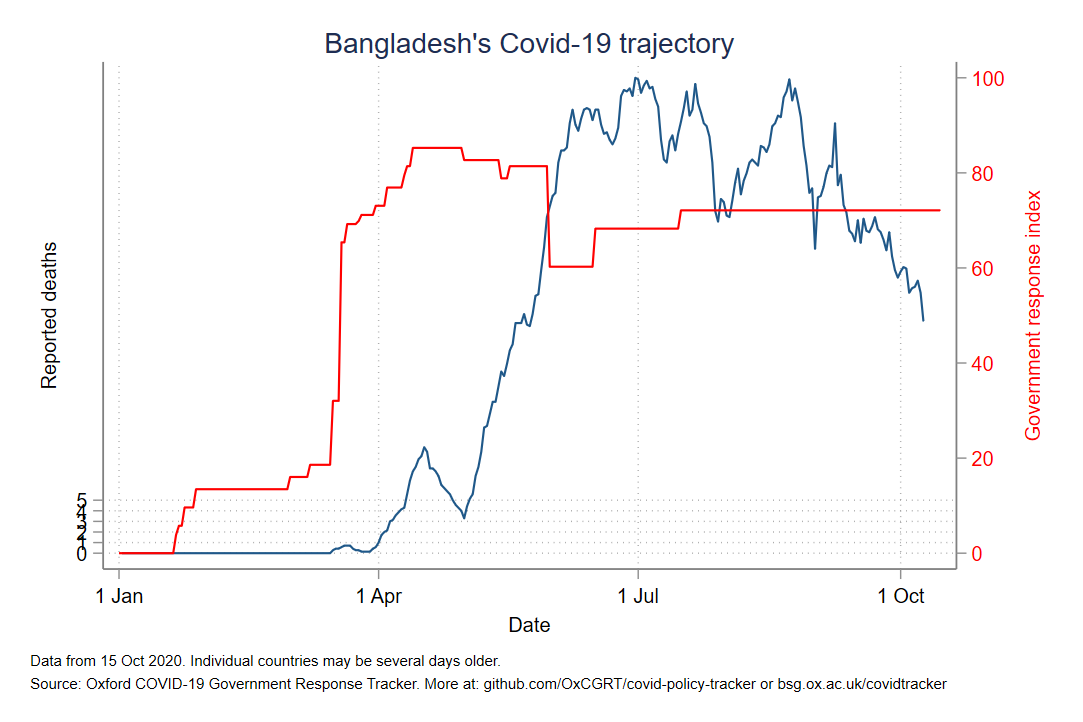 Bangladesh's Covid-19 trajectory
100
80
60
40
20
0
Government response index
Reported deaths
5
4
3
2
1
0
1 Jan
1 Apr
1 Jul
1 Oct
Date
Data from 15 Oct 2020. Individual countries may be several days older.
Source: Oxford COVID-19 Government Response Tracker. More at: github.com/OxCGRT/covid-policy-tracker or bsg.ox.ac.uk/covidtracker